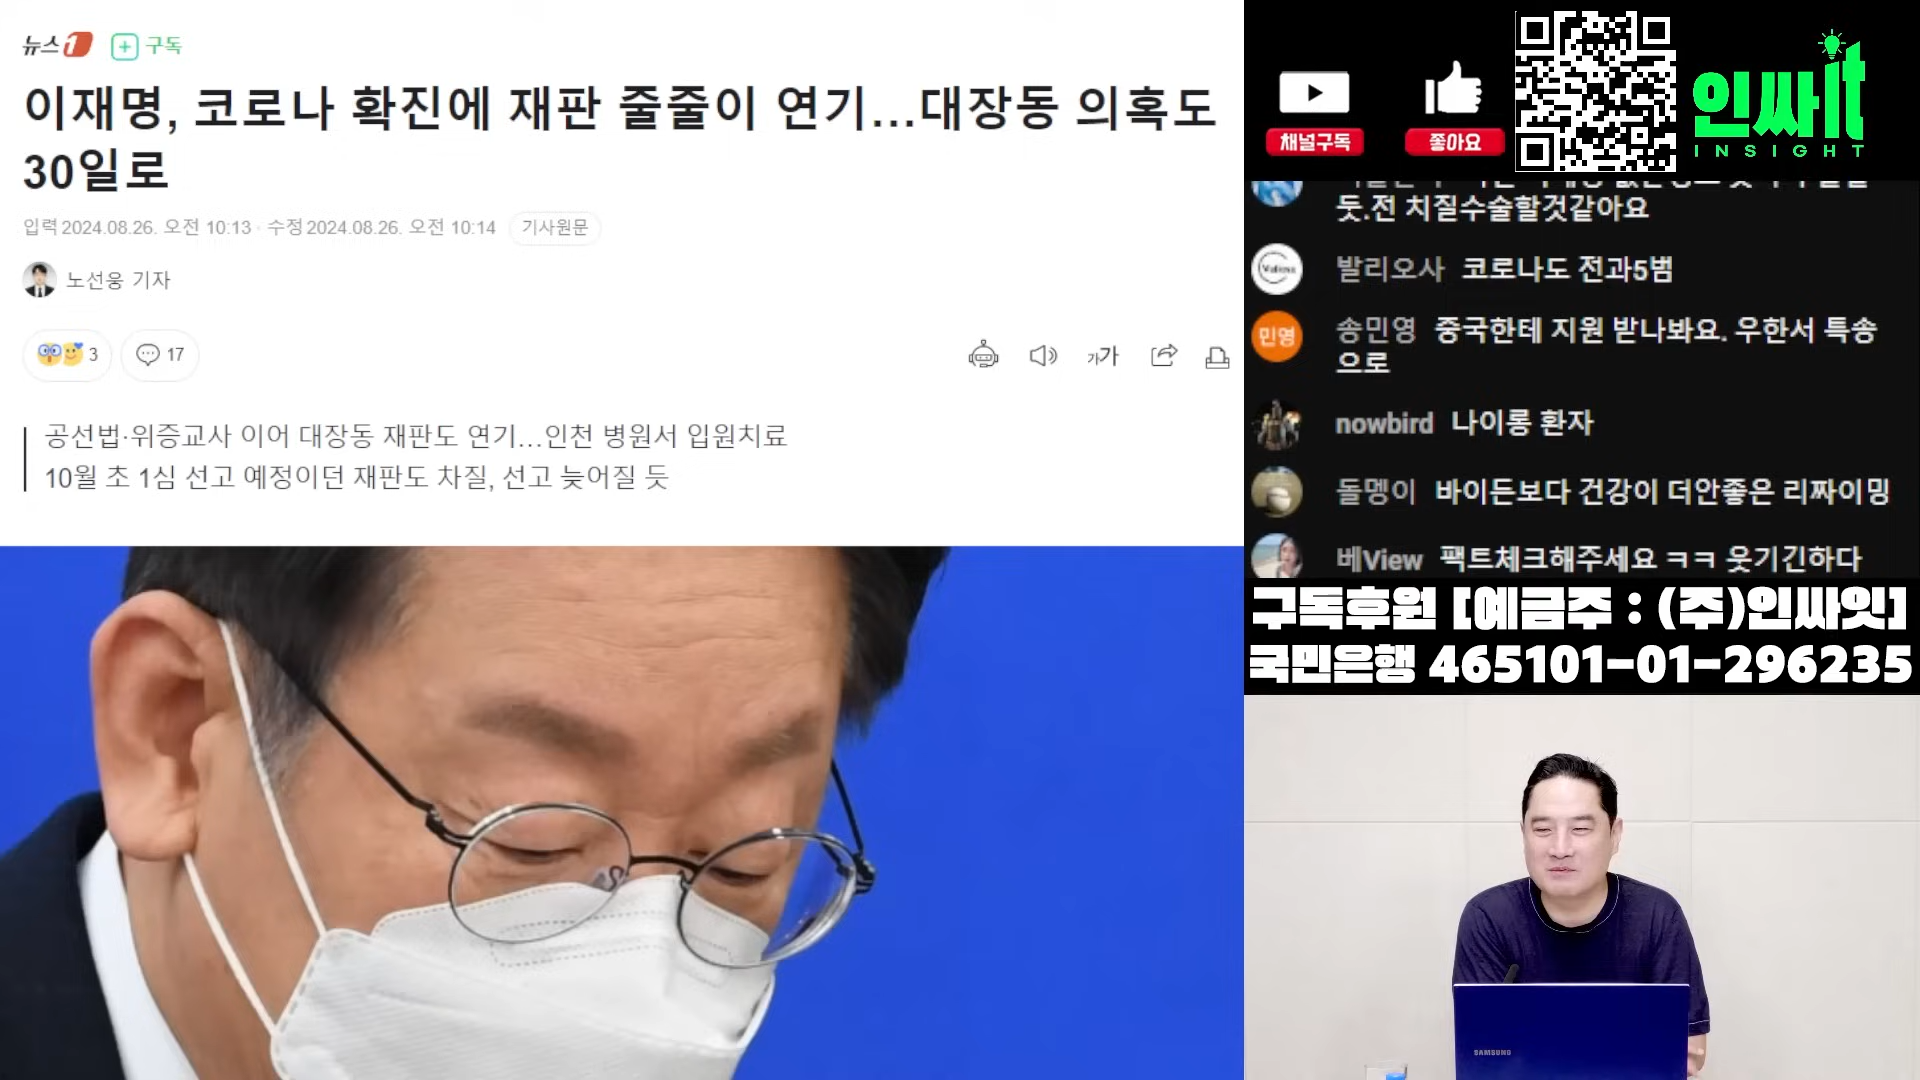 뉴스1
구독
이재명, 코로나 확진에 재판 줄줄이 연기...대장동 의혹도
30일로
입력 2024.08.26. 오전 10:13 · 수정 2024.08.26. 오전 10:14 기사원문
노선웅 기자
3 17
가가
공선법·위증교사 이어 대장동 재판도 연기...인천 병원서 입원치료
10월 초 1심 선고 예정이던 재판도 차질, 선고 늦어질 듯
채널구독
좋아요
인싸it
INSIGHT
듯.전 치질수술할것같아요
발리오사 코로나도 전과5범
민영
송민영 중국한테 지원 받나봐요. 우한서 특송
으로
nowbird 나이롱 환자
돌멩이 바이든보다 건강이 더안좋은 리짜이밍
베View 팩트체크해주세요 ㅋㅋ 웃기긴하다
구독후원 [예금주 : (주)인싸잇]
국민은행 465101-01-296235
SAMSUNG